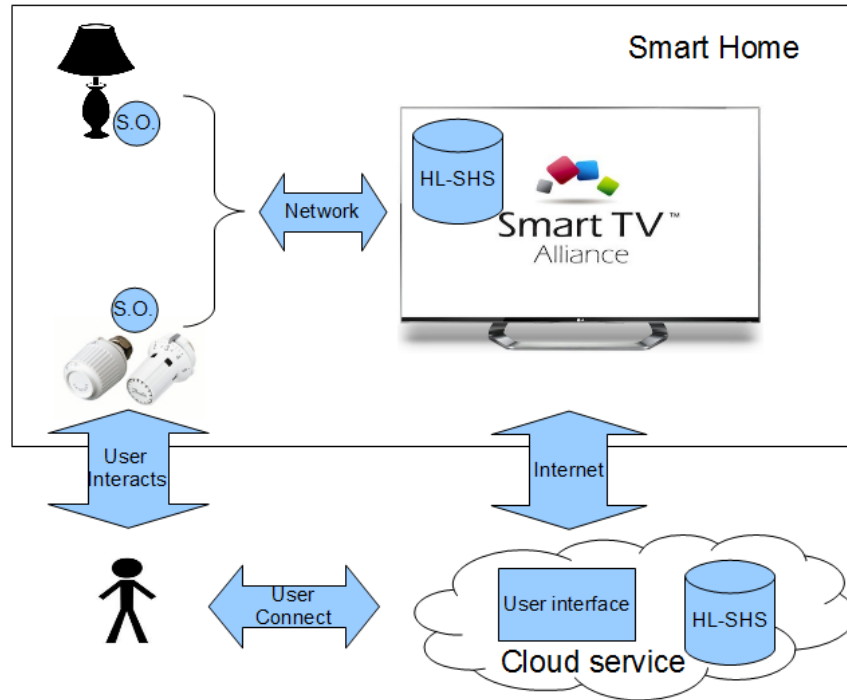 Smart Home
S.O.
HL-SHS
Network
Smart TV™
Alliance
S.O.
User
Interacts
Internet
User
Connect
User interface
HL-SHS
Cloud service